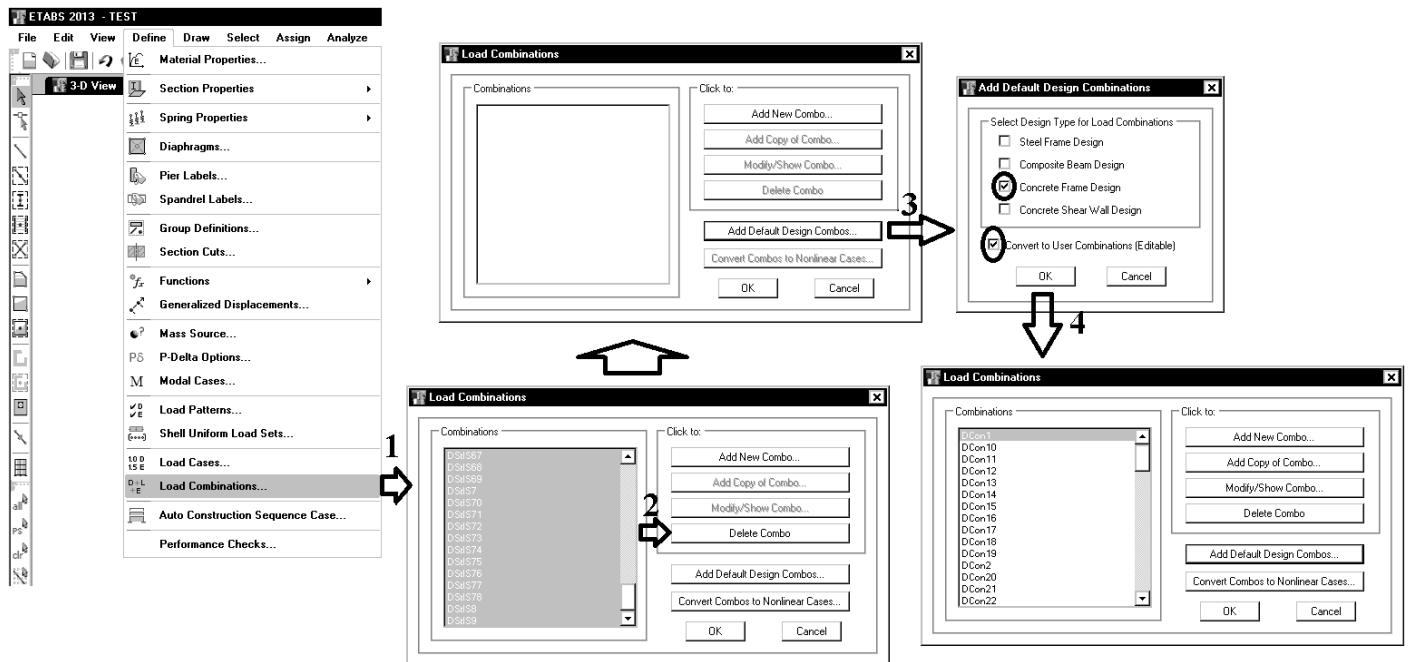 ETABS 2013 - TEST
File Edit View Define Draw Select Assign Analyze
3-D View
Material Properties...
Section Properties
Spring Properties
Diaphragms...
Pier Labels...
Spandrel Labels...
Group Definitions...
Section Cuts...
Functions
Generalized Displacements...
Mass Source...
Pδ P-Delta Options...
M Modal Cases...
Load Patterns...
Shell Uniform Load Sets...
Load Cases...
Load Combinations...
Auto Construction Sequence Case...
Performance Checks...
all
PS
clr
1
Load Combinations
Combinations
DStlS67
DStlS68
DStlS69
DStlS7
DStlS70
DStlS71
DStlS72
DStlS73
DStlS74
DStlS75
DStlS76
DStlS77
DStlS78
DStlS8
DStlS9
2
Click to:
Add New Combo...
Add Copy of Combo...
Modify/Show Combo...
Delete Combo
Add Default Design Combos...
Convert Combos to Nonlinear Cases...
OK Cancel
Load Combinations
Combinations
Click to:
Add New Combo...
Add Copy of Combo...
Modify/Show Combo...
Delete Combo
Add Default Design Combos...
Convert Combos to Nonlinear Cases...
OK Cancel
3
Add Default Design Combinations
Select Design Type for Load Combinations
Steel Frame Design
Composite Beam Design
Concrete Frame Design
Concrete Shear Wall Design
Convert to User Combinations (Editable)
OK Cancel
4
Load Combinations
Combinations
DCon1
DCon10
DCon11
DCon12
DCon13
DCon14
DCon15
DCon16
DCon17
DCon18
DCon19
DCon2
DCon20
DCon21
DCon22
Click to:
Add New Combo...
Add Copy of Combo...
Modify/Show Combo...
Delete Combo
Add Default Design Combos...
Convert Combos to Nonlinear Cases...
OK Cancel